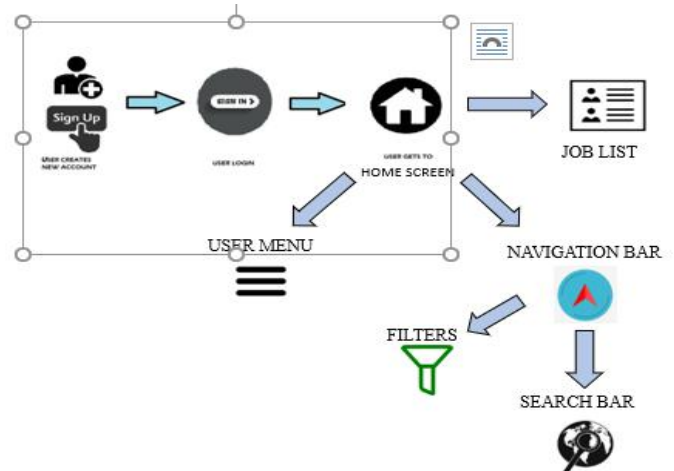 Sign Up
SIGN IN >
USER CREATES
NEW ACCOUNT
USER LOGIN
USER GETS TO
HOME SCREEN
JOB LIST
USER MENU
NAVIGATION BAR
FILTERS
SEARCH BAR